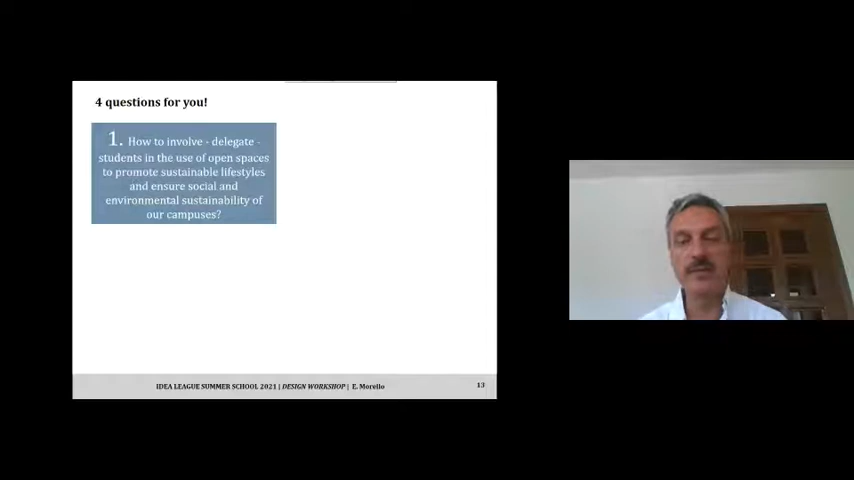 4 questions for you!
1. How to involve - delegate -
students in the use of open spaces
to promote sustainable lifestyles
and ensure social and
environmental sustainability of
our campuses?
IDEA LEAGUE SUMMER SCHOOL 2021 | DESIGN WORKSHOP | E. Morello
13